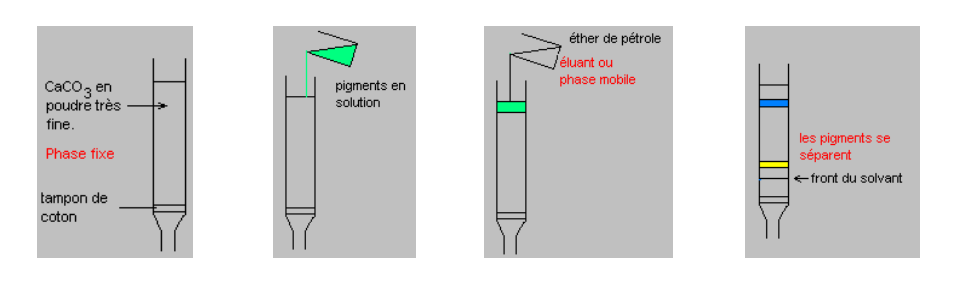 CaCO3 en
poudre très
fine.
Phase fixe
tampon de
coton
pigments en
solution
éther de pétrole
éluant ou
phase mobile
les pigments se
séparent
front du solvant